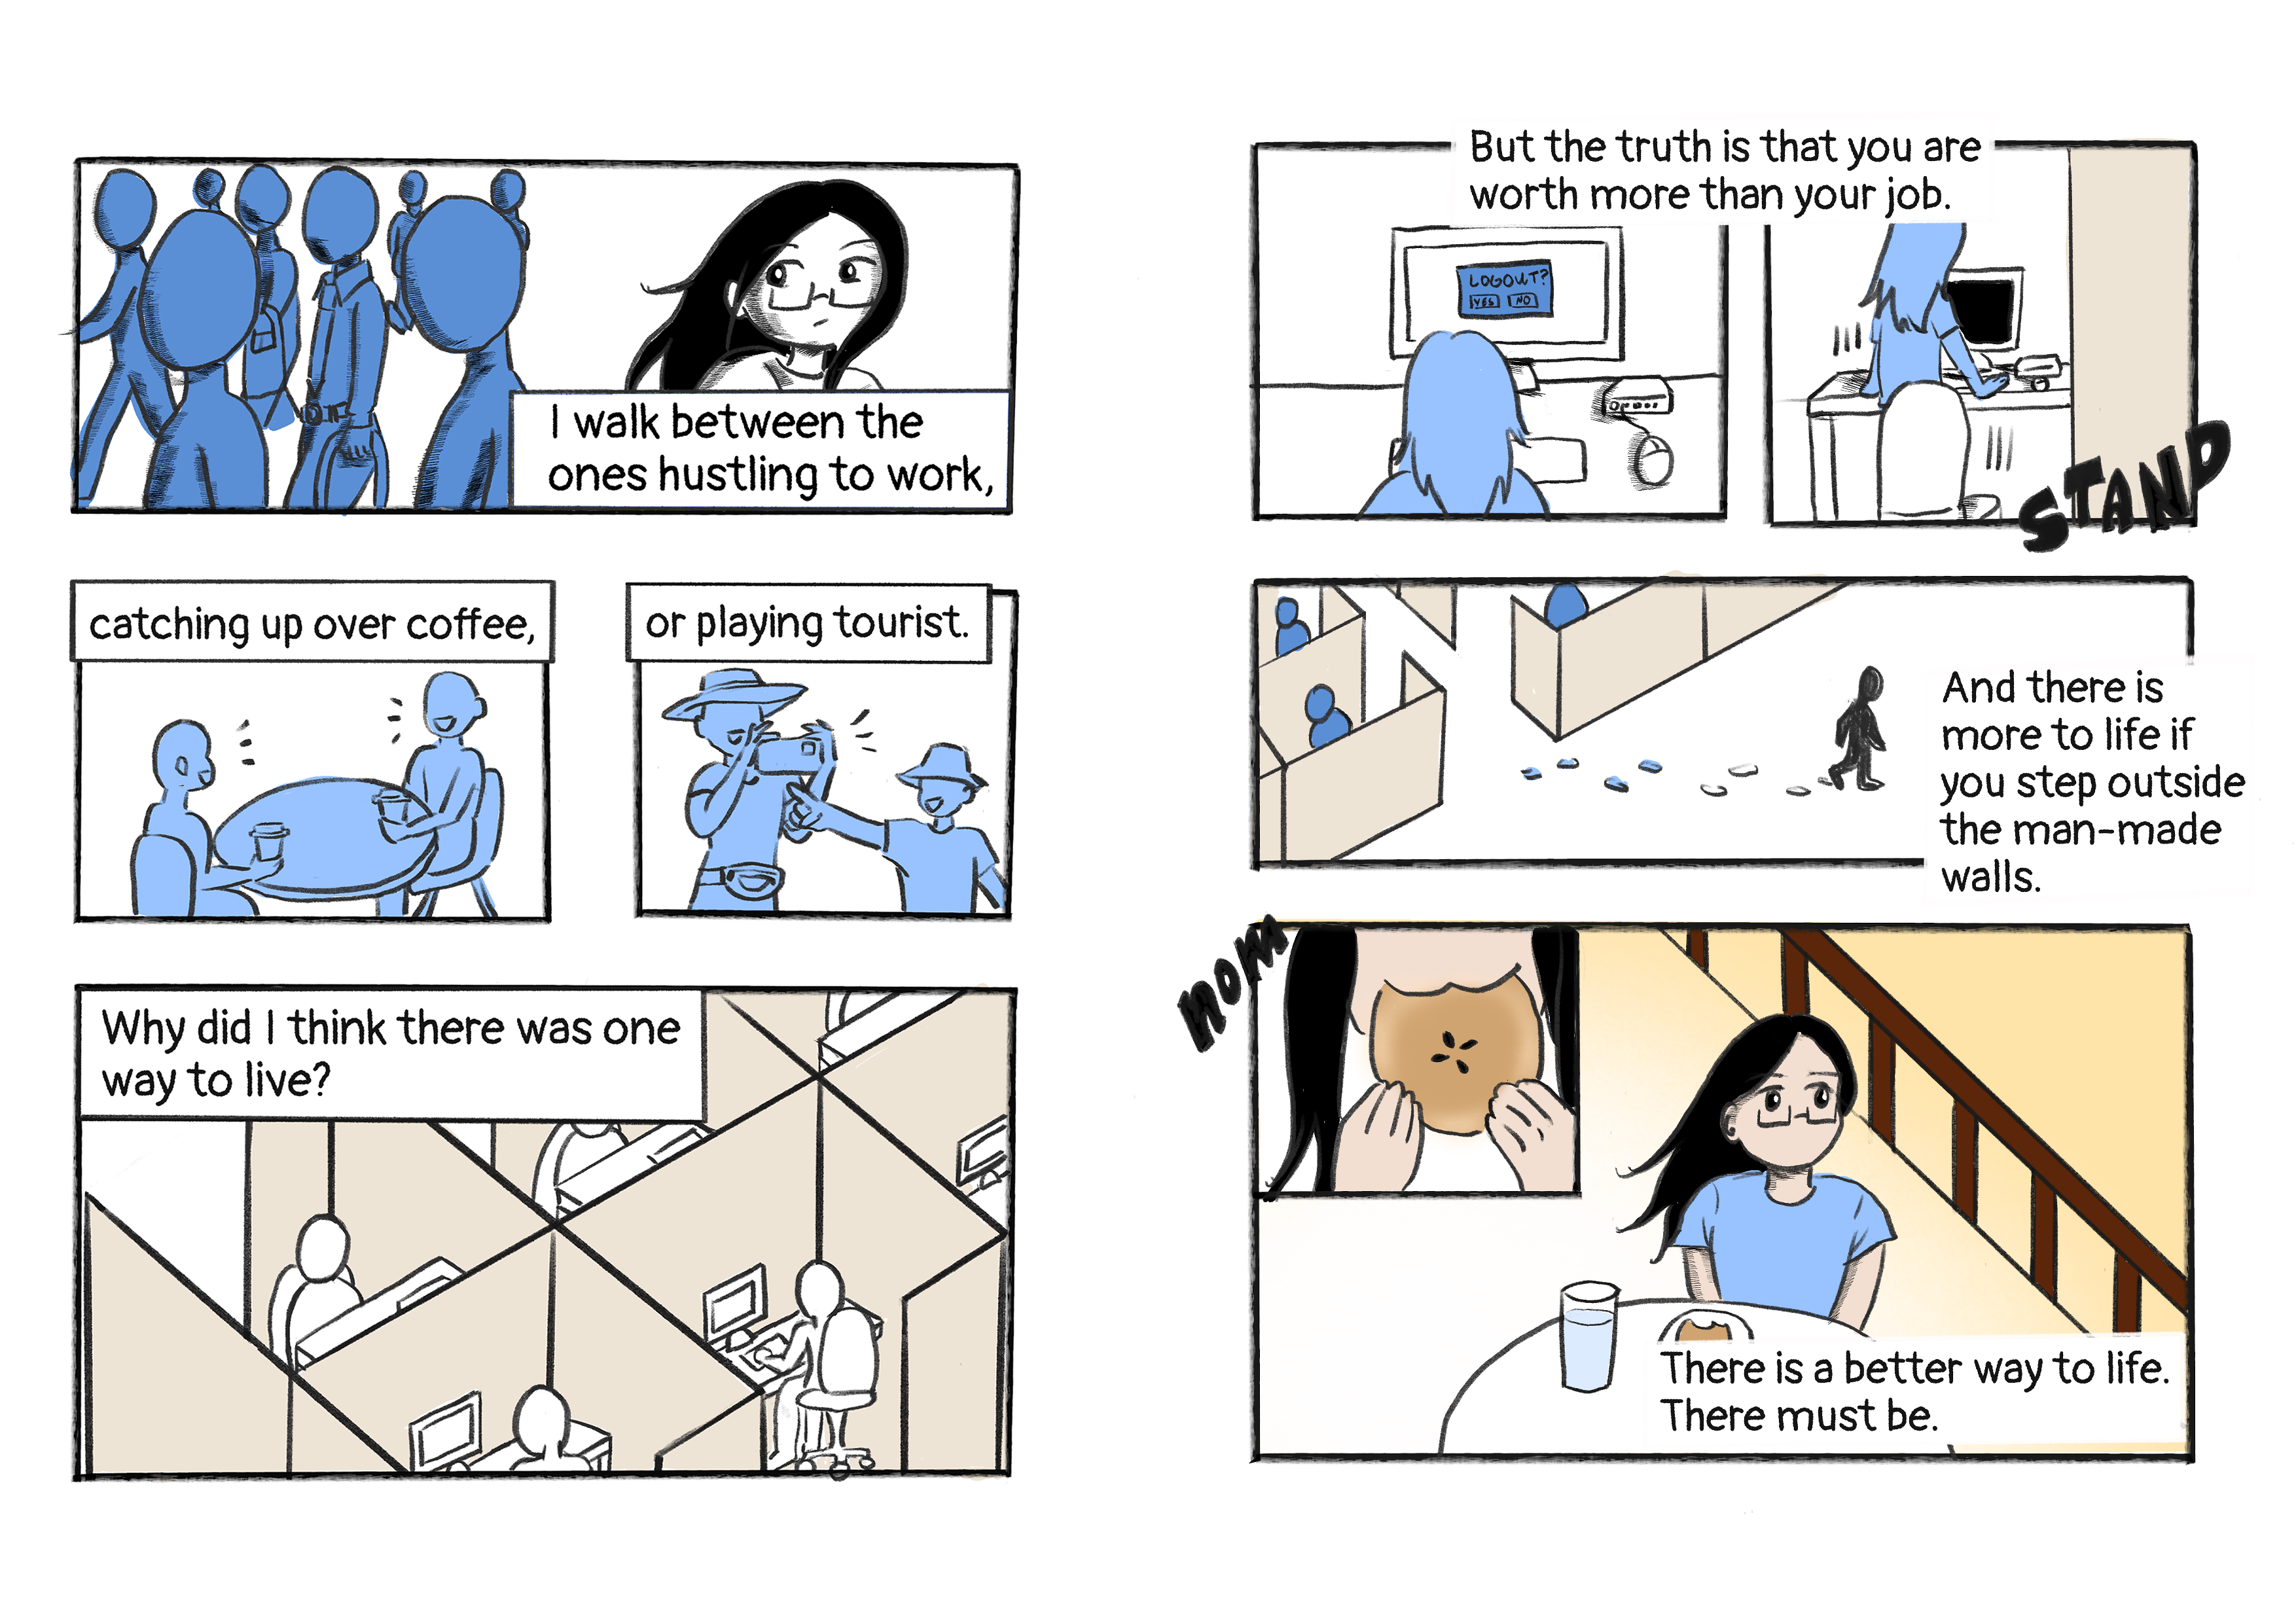 I walk between the
ones hustling to work,
catching up over coffee,
or playing tourist.
Why did I think there was one
way to live?
But the truth is that you are
worth more than your job.
LOGOUT?
YES NO
STAND
And there is
more to life if
you step outside
the man-made
walls.
NOM
There is a better way to life.
There must be.